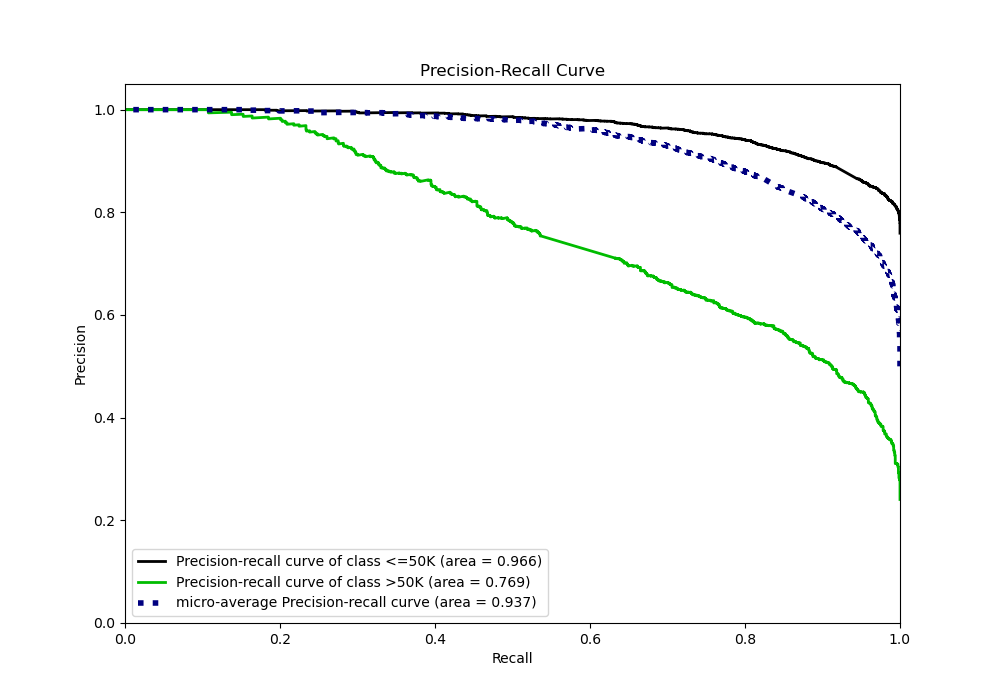 Precision-Recall Curve
1.0
0.8
0.6
0.4
0.2
0.0
Precision
Precision-recall curve of class <=50K (area = 0.966)
Precision-recall curve of class >50K (area = 0.769)
micro-average Precision-recall curve (area = 0.937)
0.0 0.2 0.4 0.6 0.8 1.0
Recall